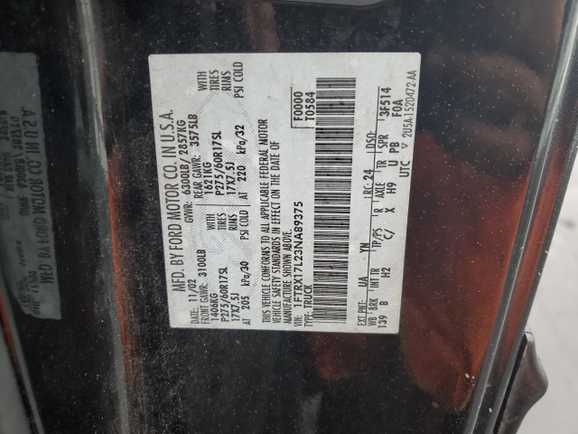 MFD. BY FORD MOTOR CO. IN U.S.A.
DATE: 11/02 GVWR: 6300LB/ 2857KG
FRONT GAWR: 3100LB REAR GAWR: 3575LB
1406KG WITH 1621KG WITH
P275/60R17SL TIRES P275/60R17SL TIRES
17X7.5J RIMS 17X7.5J RIMS
AT 205 kPa/30 PSI COLD AT 220 kPa/32 PSI COLD
THIS VEHICLE CONFORMS TO ALL APPLICABLE FEDERAL MOTOR
VEHICLE SAFETY STANDARDS IN EFFECT ON THE DATE OF
MANUFACTURE SHOWN ABOVE.
VIN: 1FTRX17L23NA89375
TYPE: TRUCK
F0000
T0584
EXT PNT: UA YN RC: 24 DSO:
WB BRK INT TR TP/PS R AXLE TR SPR 3F514
139 B H2 C/ X H9 U PB F0A
UTC 2U5A-1520472-AA